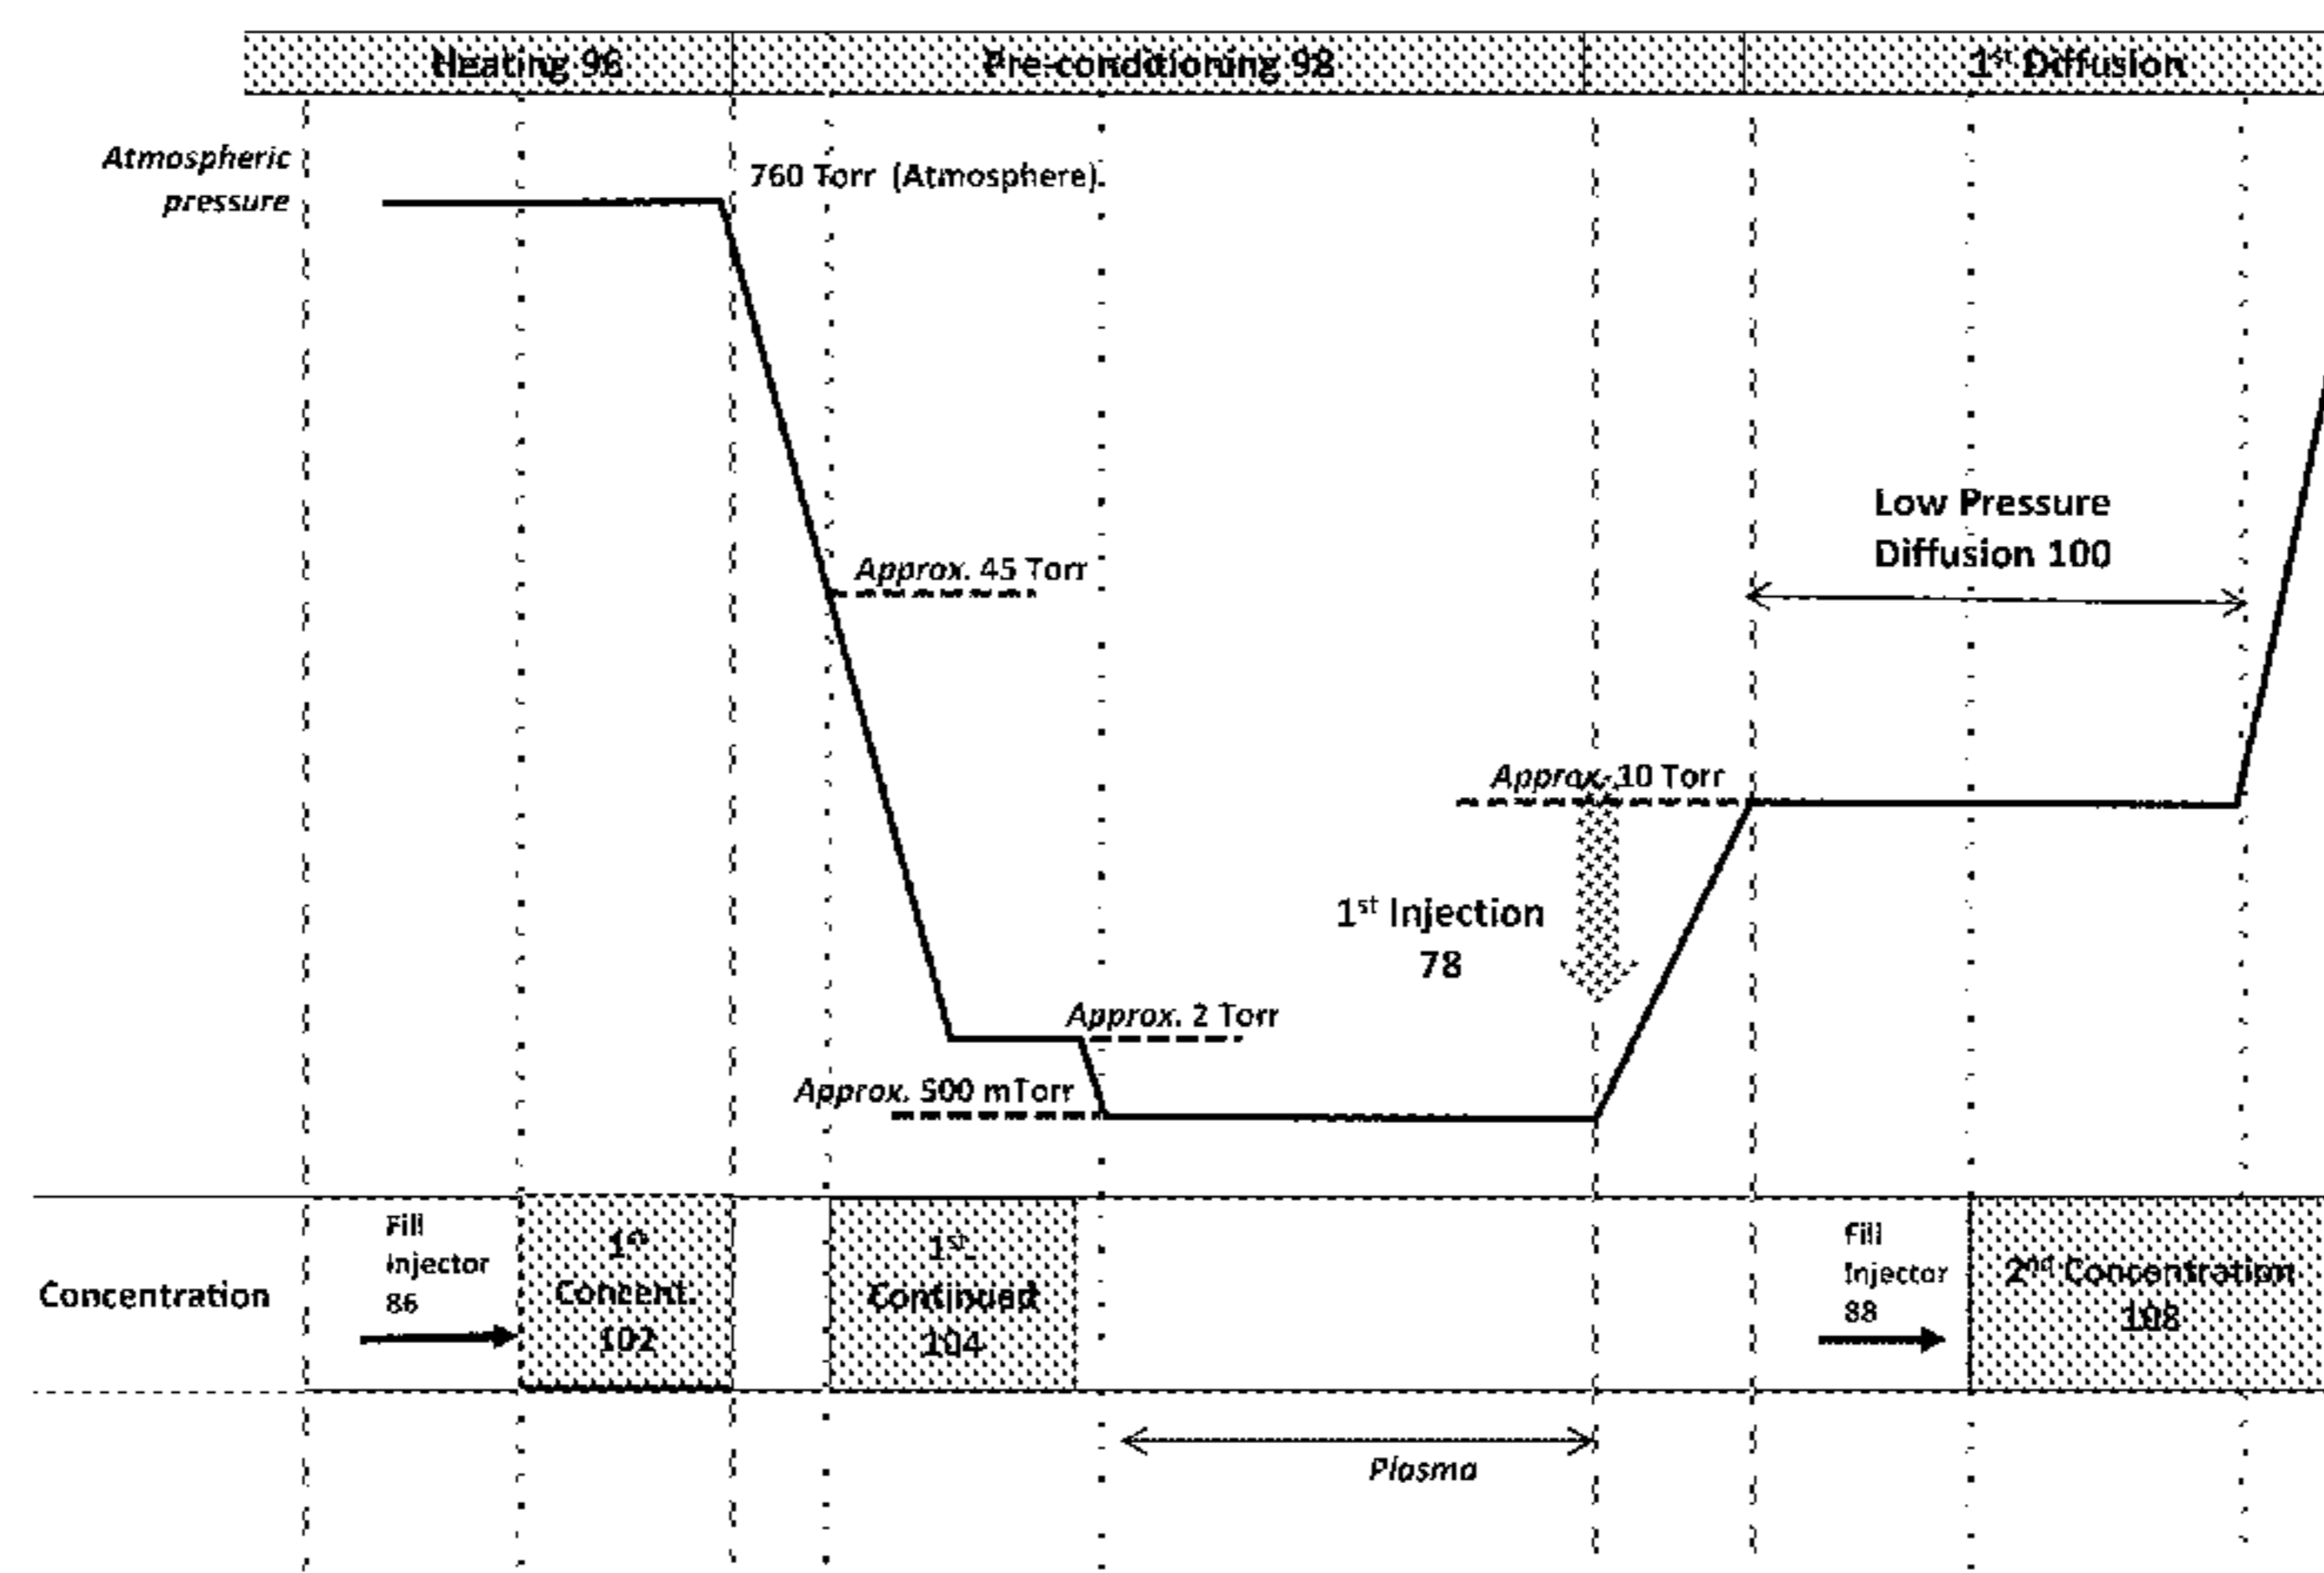 Heating 96
Pre-conditioning 98
1st Diffusion
Atmospheric
pressure
760 Torr (Atmosphere)
Approx. 45 Torr
Low Pressure
Diffusion 100
Approx. 10 Torr
1st Injection
78
Approx. 2 Torr
Approx. 500 mTorr
Concentration
Fill
Injector
86
1st
Concent.
102
1st
Continued
104
Fill
Injector
88
2nd Concentration
108
Plasma